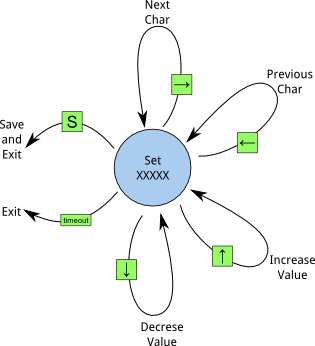 Next
Char
→
Previous
Char
←
S
Save
and
Exit
Set
XXXXX
Exit
timeout
↓
↑
Increase
Value
Decrese
Value